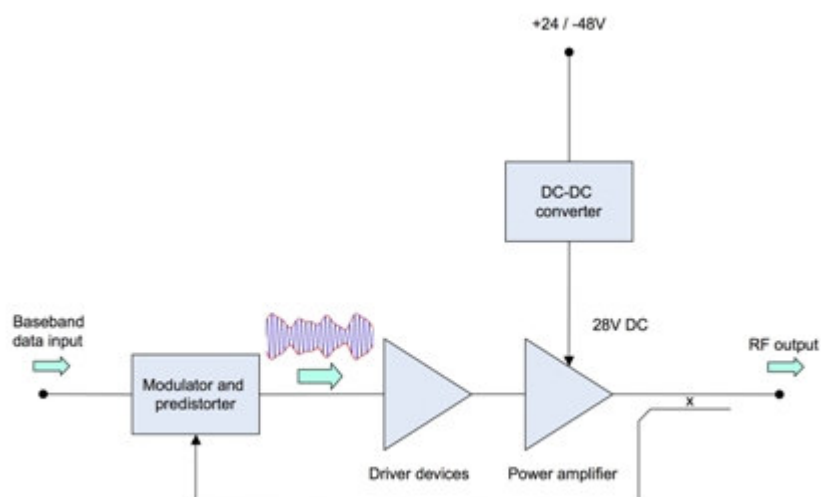 +24 / -48V
DC-DC
converter
28V DC
Baseband
data input
RF output
Modulator and
predistorter
x
Driver devices
Power amplifier